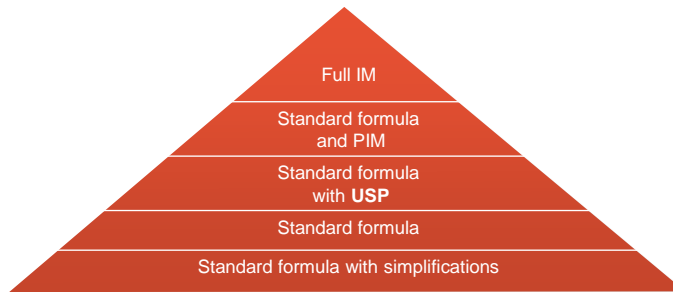 Full IM
Standard formula
and PIM
Standard formula
with USP
Standard formula
Standard formula with simplifications